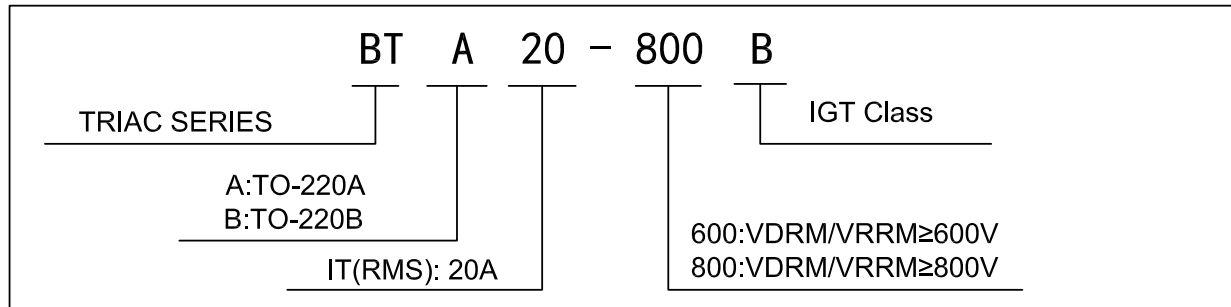 BT A 20 - 800 B
TRIAC SERIES
IGT Class
A:TO-220A
B:TO-220B
IT(RMS): 20A
600:VDRM/VRRM≥600V
800:VDRM/VRRM≥800V